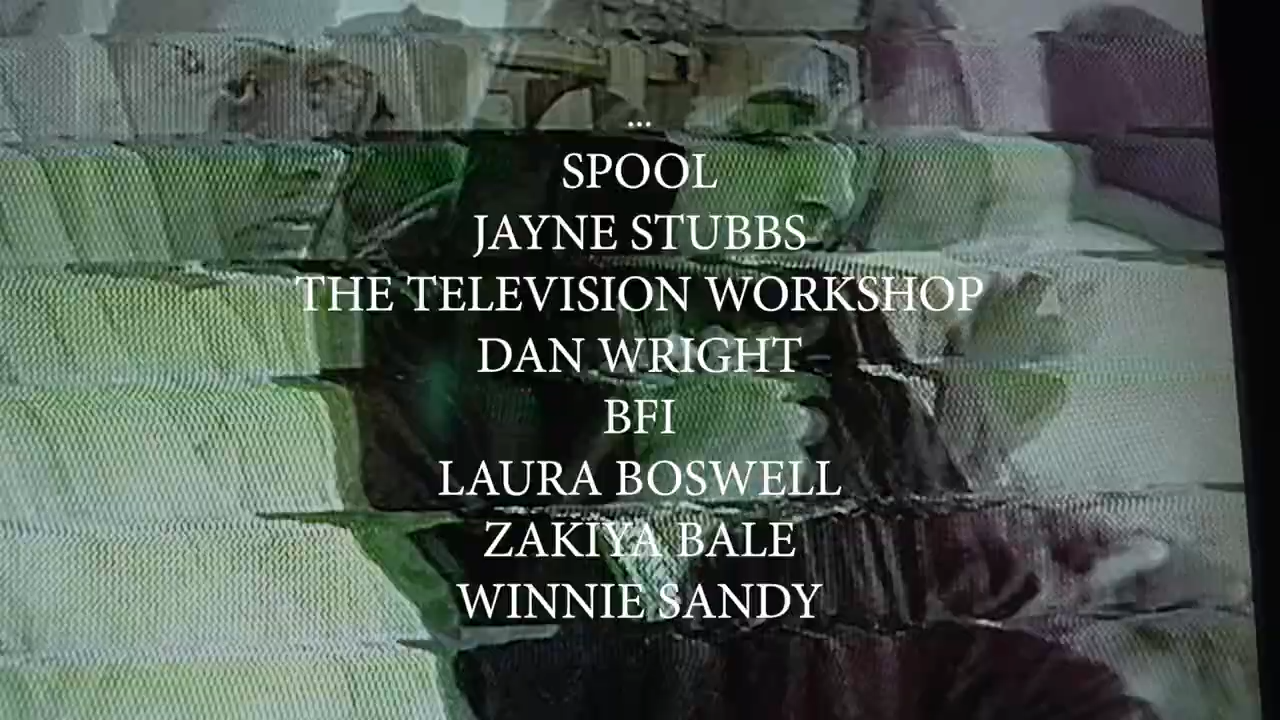 ...
SPOOL
JAYNE STUBBS
THE TELEVISION WORKSHOP
DAN WRIGHT
BFI
LAURA BOSWELL
ZAKIYA BALE
WINNIE SANDY